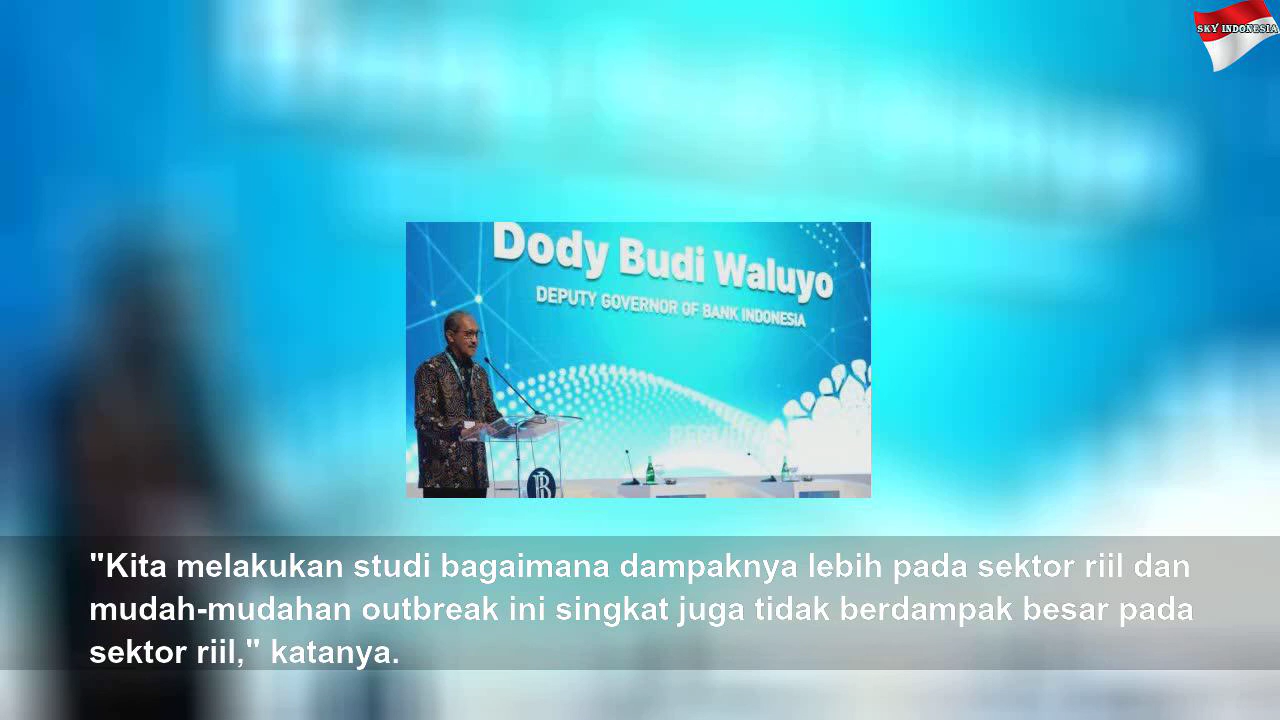 SKY INDONESIA
Dody Budi Waluyo
DEPUTY GOVERNOR OF BANK INDONESIA
"Kita melakukan studi bagaimana dampaknya lebih pada sektor riil dan
mudah-mudahan outbreak ini singkat juga tidak berdampak besar pada
sektor riil," katanya.